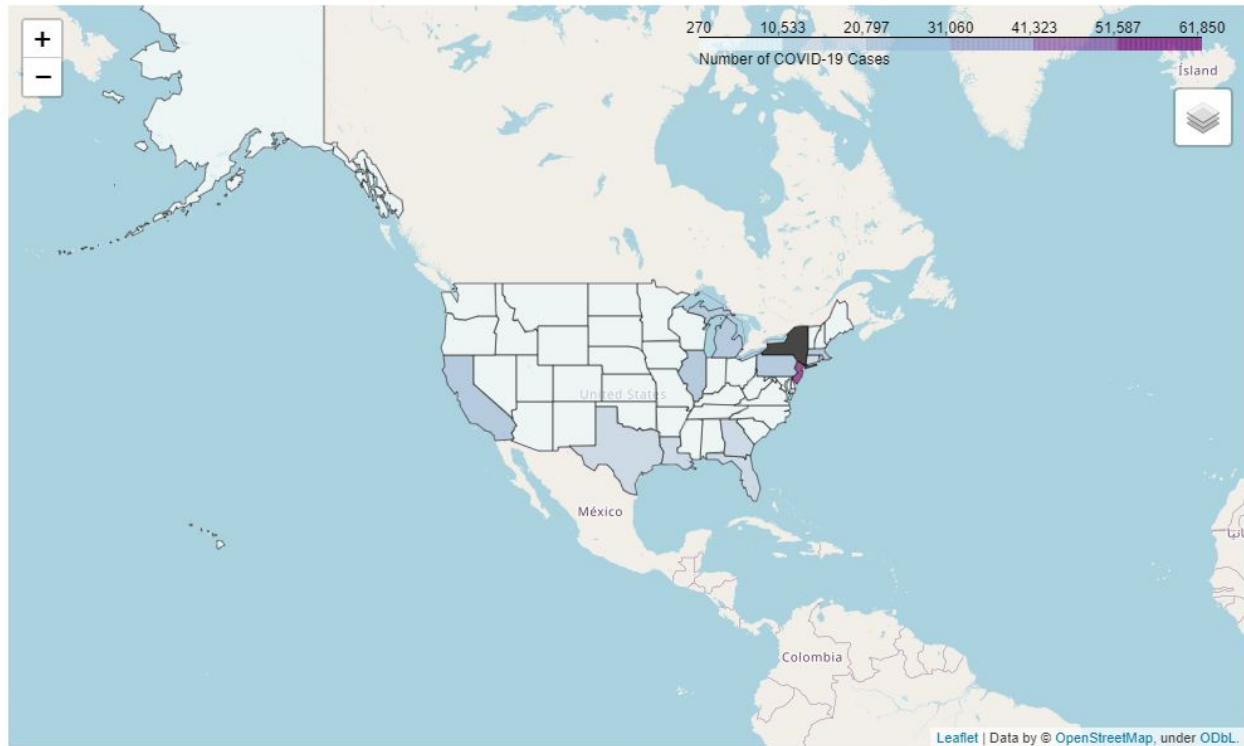 +
−
270 10,533 20,797 31,060 41,323 51,587 61,850
Number of COVID-19 Cases
Ísland
United States
México
Colombia
Leaflet | Data by © OpenStreetMap, under ODbL.